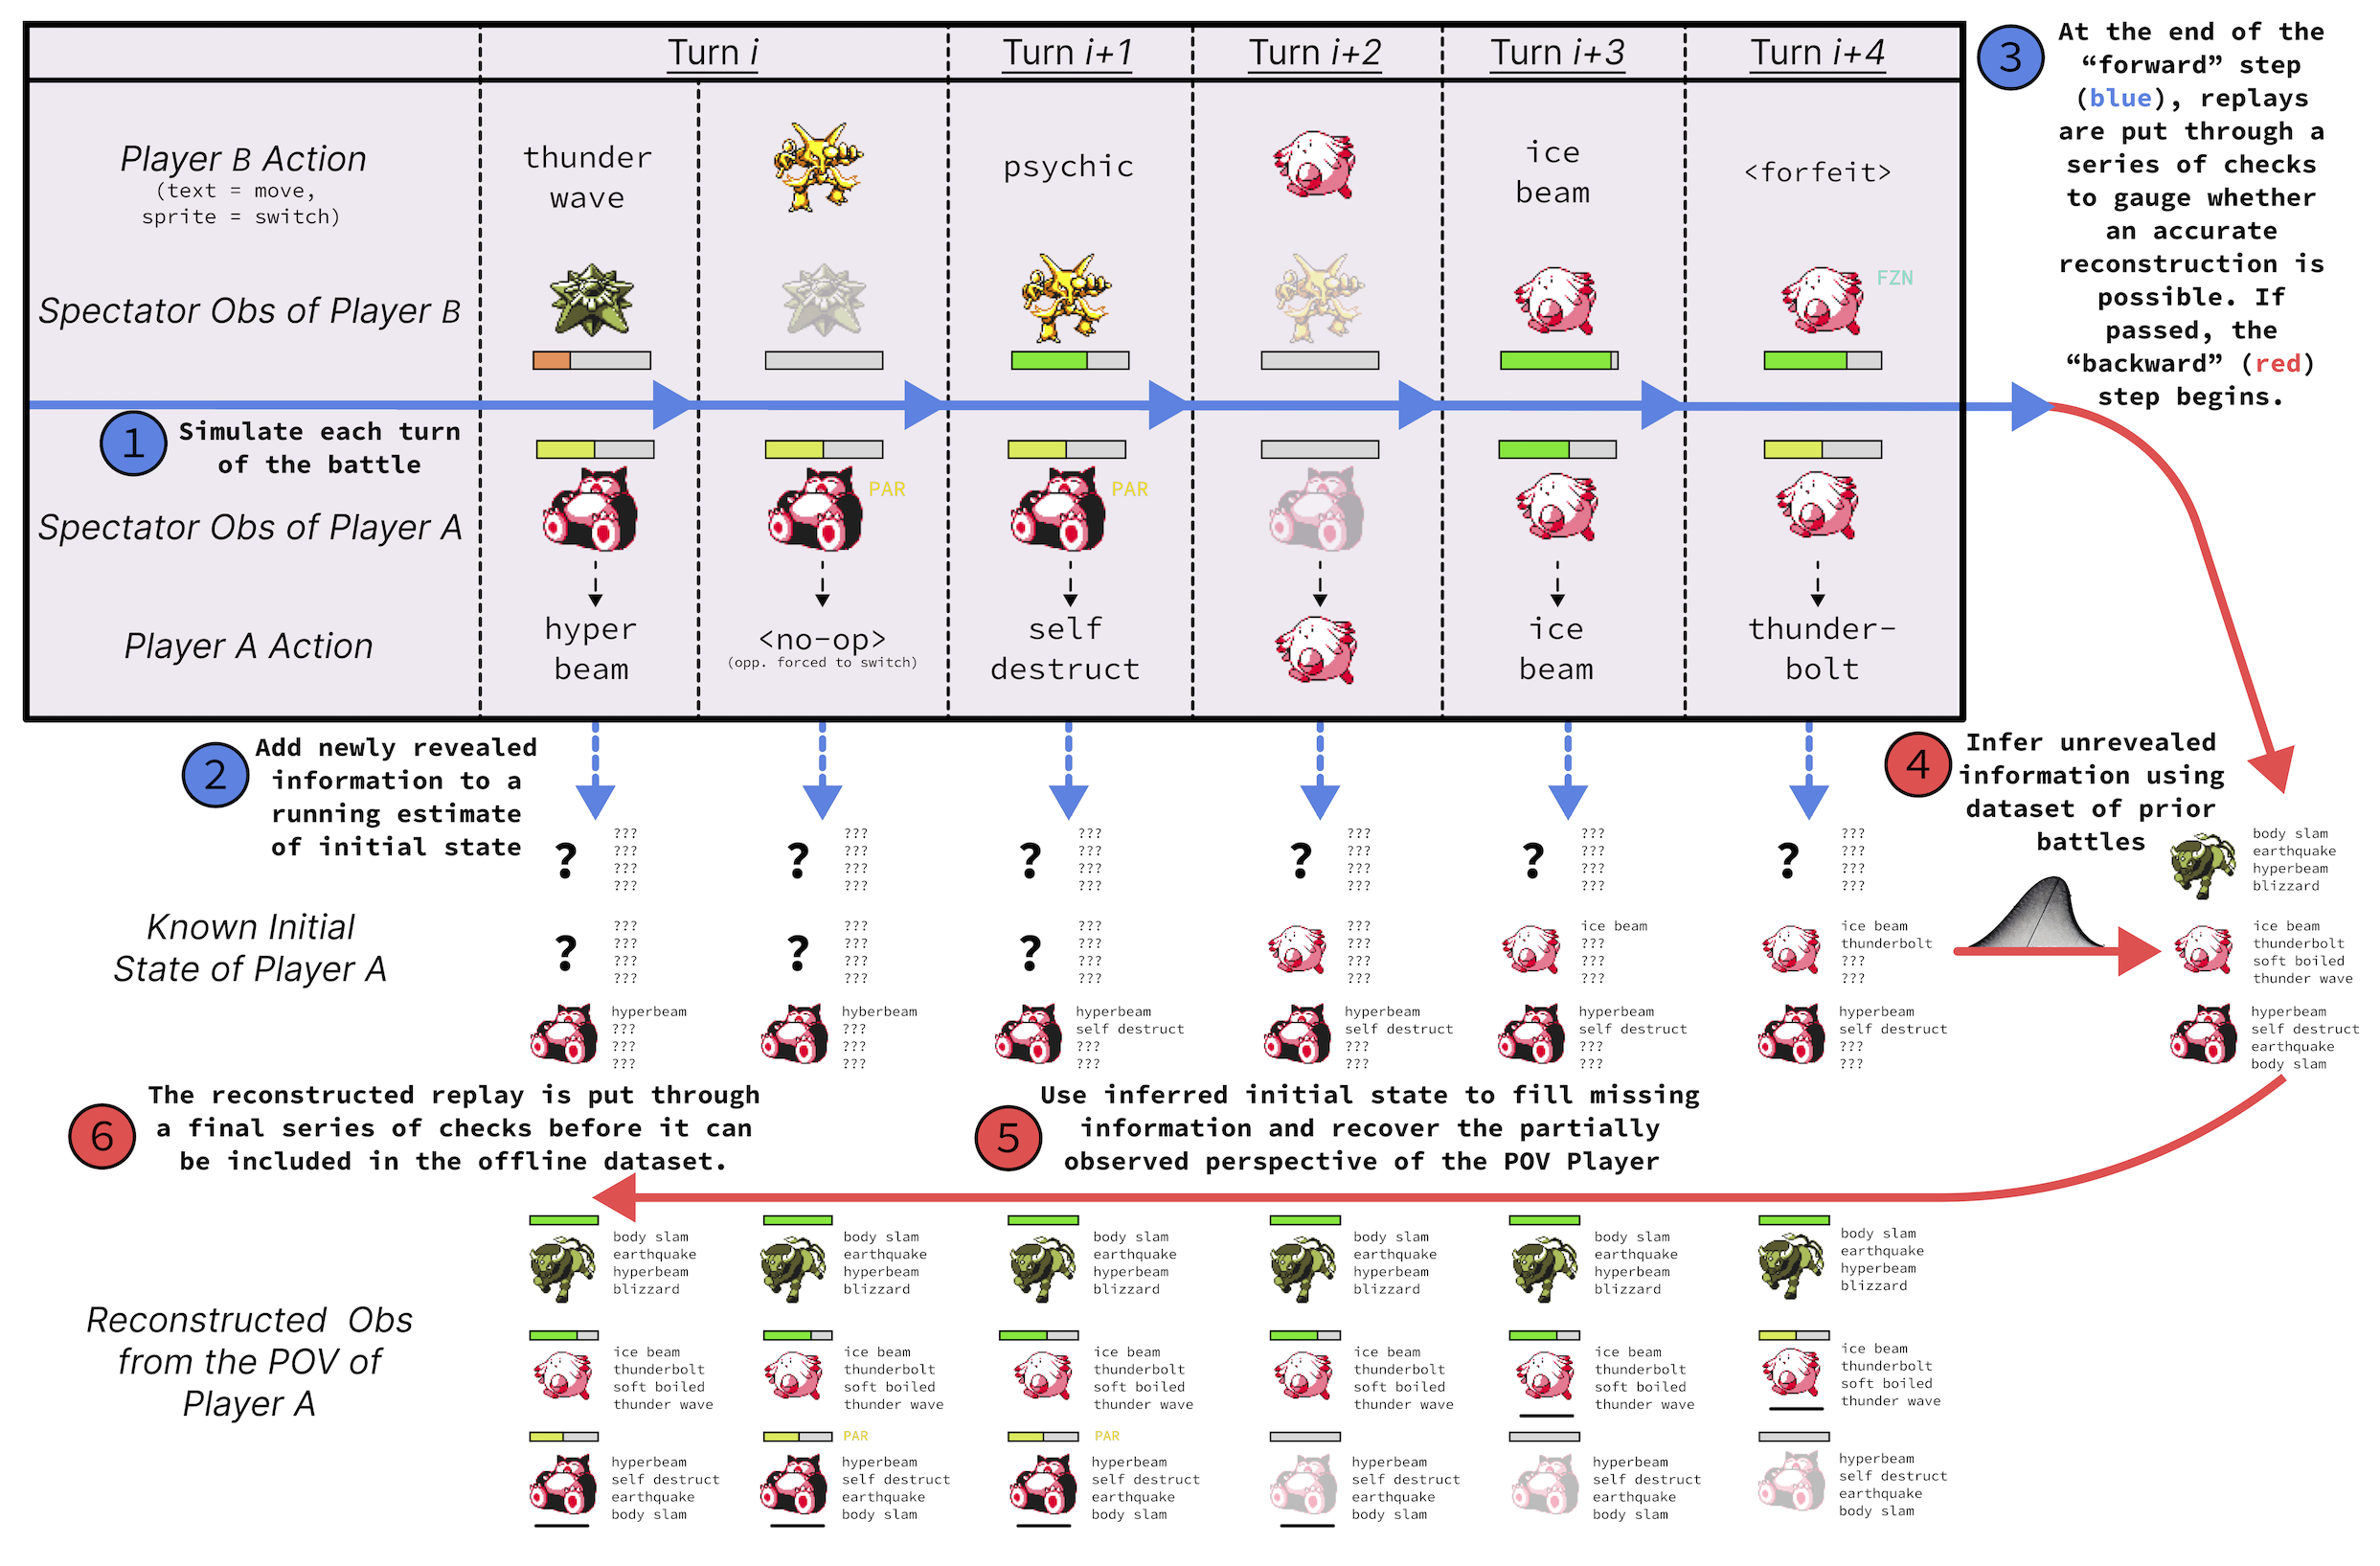 Turn i
Turn i+1
Turn i+2
Turn i+3
Turn i+4
Player B Action
(text = move,
sprite = switch)
thunder
wave
psychic
ice
beam
<forfeit>
Spectator Obs of Player B
FZN
3
At the end of the
“forward” step
(blue), replays
are put through a
series of checks
to gauge whether
an accurate
reconstruction is
possible. If
passed, the
“backward” (red)
step begins.
1
Simulate each turn
of the battle
Spectator Obs of Player A
PAR
PAR
Player A Action
hyper
beam
<no-op>
(opp. forced to switch)
self
destruct
ice
beam
thunder-
bolt
2
Add newly revealed
information to a
running estimate
of initial state
4
Infer unrevealed
information using
dataset of prior
battles
Known Initial
State of Player A
?
???
???
???
???
?
???
???
???
???
?
???
???
???
???
?
???
???
???
???
?
???
???
???
???
?
???
???
???
???
body slam
earthquake
hyperbeam
blizzard
?
???
???
???
???
?
???
???
???
???
?
???
???
???
???
???
???
???
???
ice beam
???
???
???
ice beam
thunderbolt
???
???
ice beam
thunderbolt
soft boiled
thunder wave
hyperbeam
???
???
???
hyberbeam
???
???
???
hyperbeam
self destruct
???
???
hyperbeam
self destruct
???
???
hyperbeam
self destruct
???
???
hyperbeam
self destruct
???
???
hyperbeam
self destruct
earthquake
body slam
6
The reconstructed replay is put through
a final series of checks before it can
be included in the offline dataset.
5
Use inferred initial state to fill missing
information and recover the partially
observed perspective of the POV Player
Reconstructed Obs
from the POV of
Player A
body slam
earthquake
hyperbeam
blizzard
body slam
earthquake
hyperbeam
blizzard
body slam
earthquake
hyperbeam
blizzard
body slam
earthquake
hyperbeam
blizzard
body slam
earthquake
hyperbeam
blizzard
body slam
earthquake
hyperbeam
blizzard
ice beam
thunderbolt
soft boiled
thunder wave
ice beam
thunderbolt
soft boiled
thunder wave
ice beam
thunderbolt
soft boiled
thunder wave
ice beam
thunderbolt
soft boiled
thunder wave
ice beam
thunderbolt
soft boiled
thunder wave
ice beam
thunderbolt
soft boiled
thunder wave
hyperbeam
self destruct
earthquake
body slam
PAR
hyperbeam
self destruct
earthquake
body slam
PAR
hyperbeam
self destruct
earthquake
body slam
hyperbeam
self destruct
earthquake
body slam
hyperbeam
self destruct
earthquake
body slam
hyperbeam
self destruct
earthquake
body slam